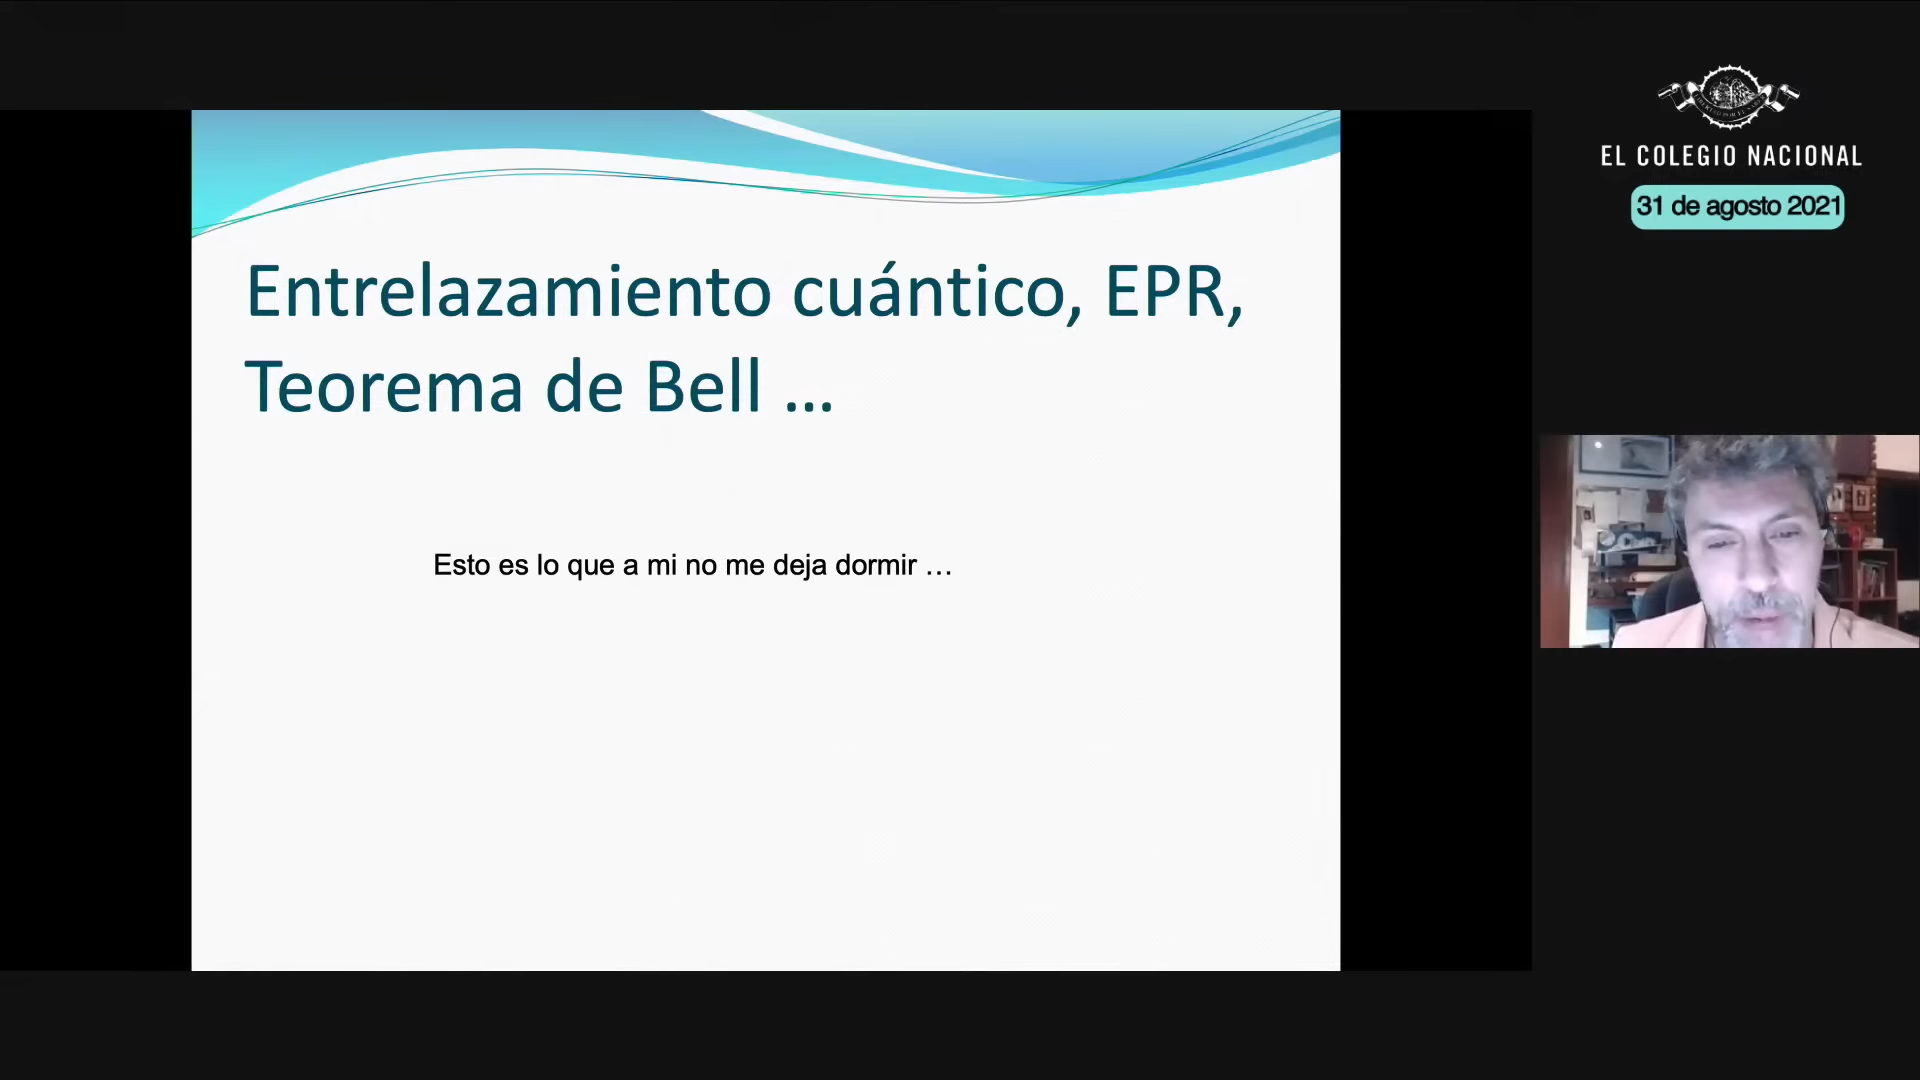 EL COLEGIO NACIONAL
31 de agosto 2021
Entrelazamiento cuántico, EPR,
Teorema de Bell ...
Esto es lo que a mi no me deja dormir …